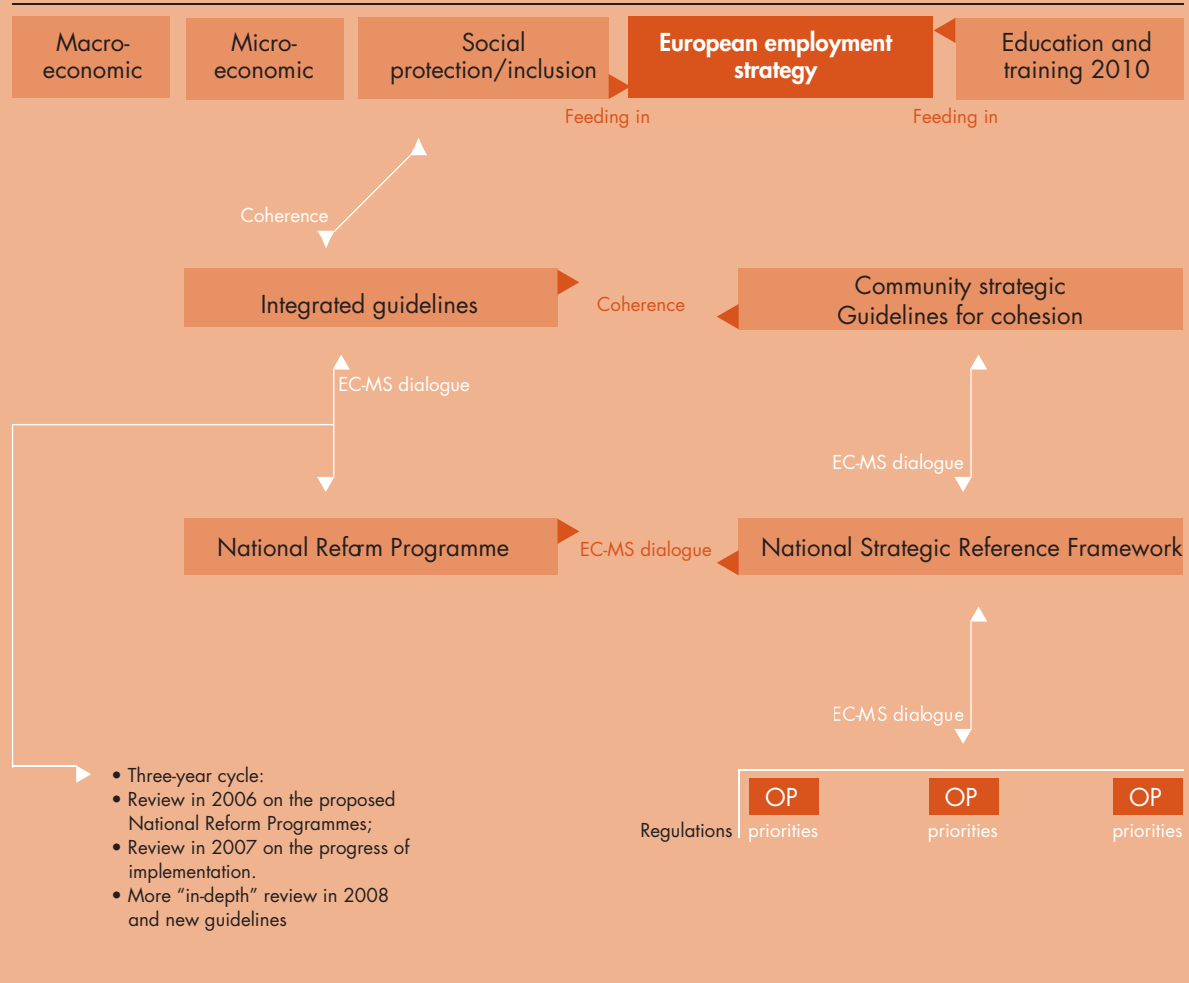 Macro-
economic
Micro-
economic
Social
protection/inclusion
European employment
strategy
Education and
training 2010
Feeding in
Feeding in
Coherence
Integrated guidelines
Coherence
Community strategic
Guidelines for cohesion
EC-MS dialogue
EC-MS dialogue
National Reform Programme
EC-MS dialogue
National Strategic Reference Framework
EC-MS dialogue
• Three-year cycle:
• Review in 2006 on the proposed
National Reform Programmes;
• Review in 2007 on the progress of
implementation.
• More “in-depth” review in 2008
and new guidelines
OP
OP
OP
Regulations
priorities
priorities
priorities